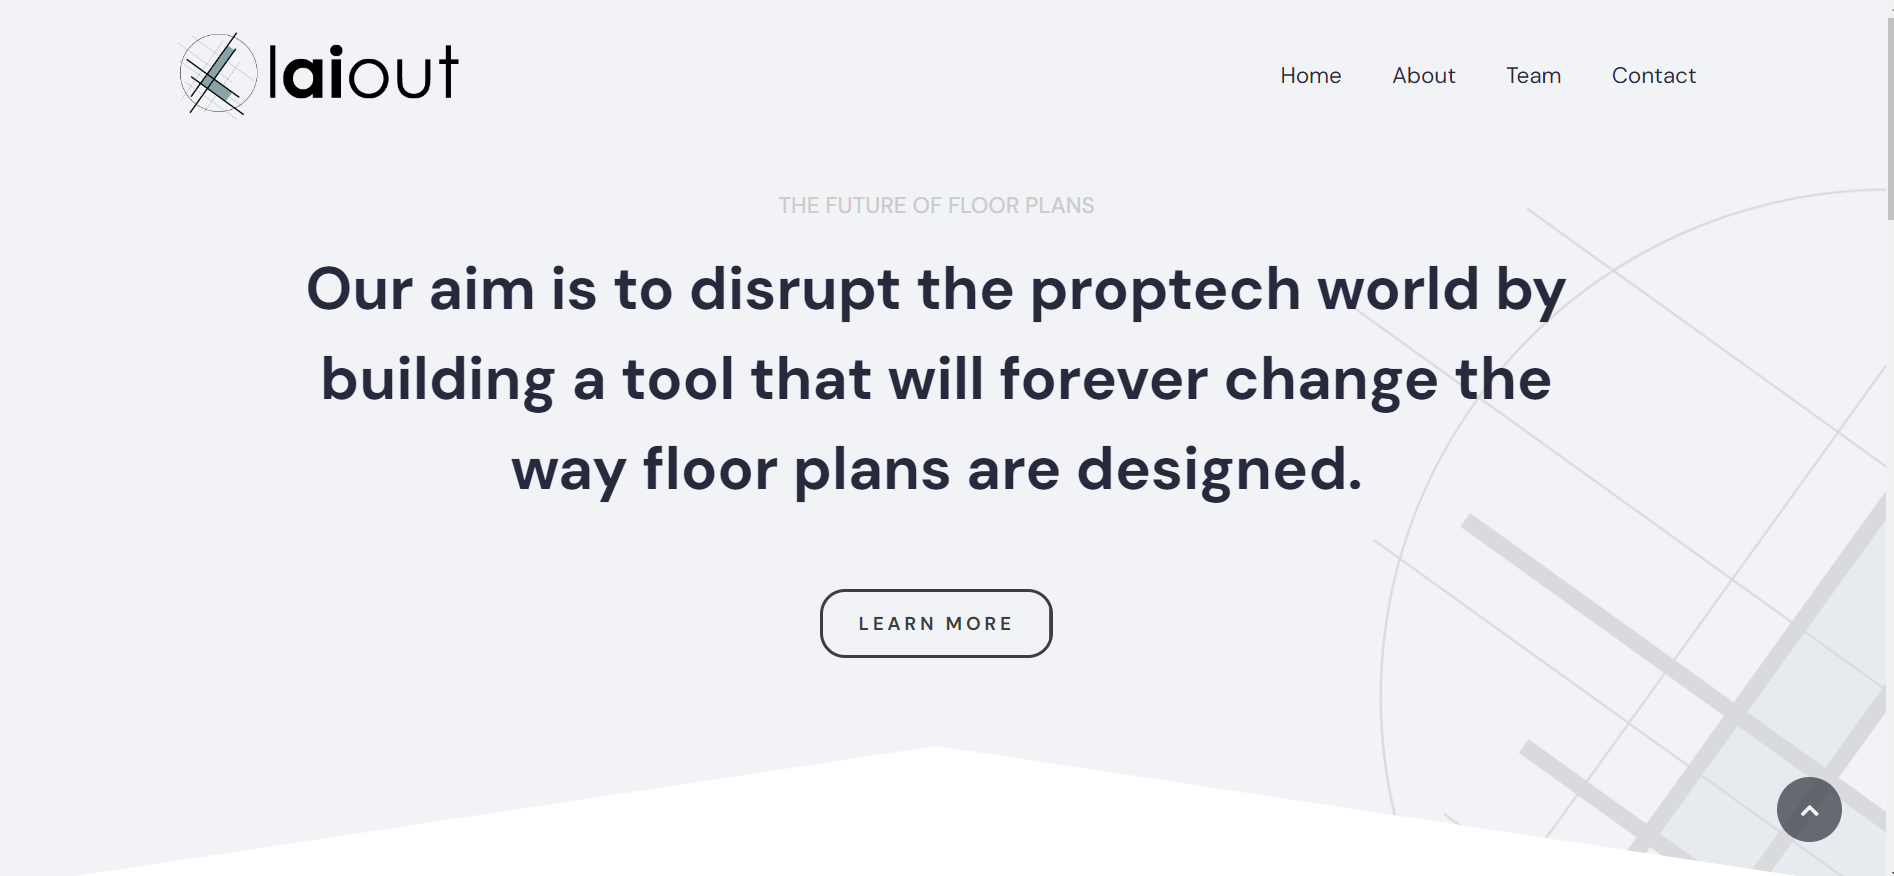 laiout
Home About Team Contact
THE FUTURE OF FLOOR PLANS
Our aim is to disrupt the proptech world by
building a tool that will forever change the
way floor plans are designed.
LEARN MORE